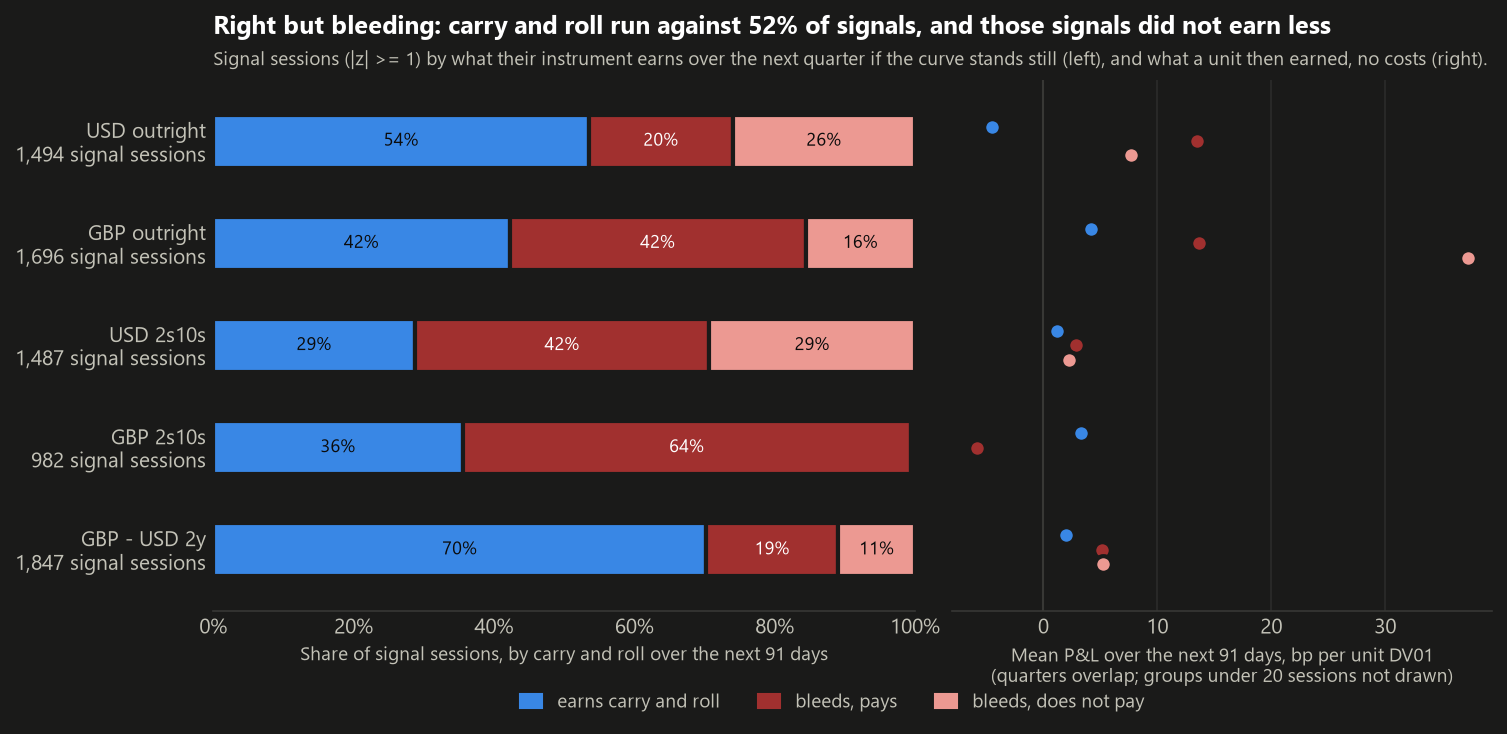 Right but bleeding: carry and roll run against 52% of signals, and those signals did not earn less
Signal sessions (|z| >= 1) by what their instrument earns over the next quarter if the curve stands still (left), and what a unit then earned, no costs (right).
USD outright
1,494 signal sessions
54%
20%
26%
GBP outright
1,696 signal sessions
42%
42%
16%
USD 2s10s
1,487 signal sessions
29%
42%
29%
GBP 2s10s
982 signal sessions
36%
64%
GBP - USD 2y
1,847 signal sessions
70%
19%
11%
0%
20%
40%
60%
80%
100%
Share of signal sessions, by carry and roll over the next 91 days
0
10
20
30
Mean P&L over the next 91 days, bp per unit DV01
(quarters overlap; groups under 20 sessions not drawn)
earns carry and roll
bleeds, pays
bleeds, does not pay